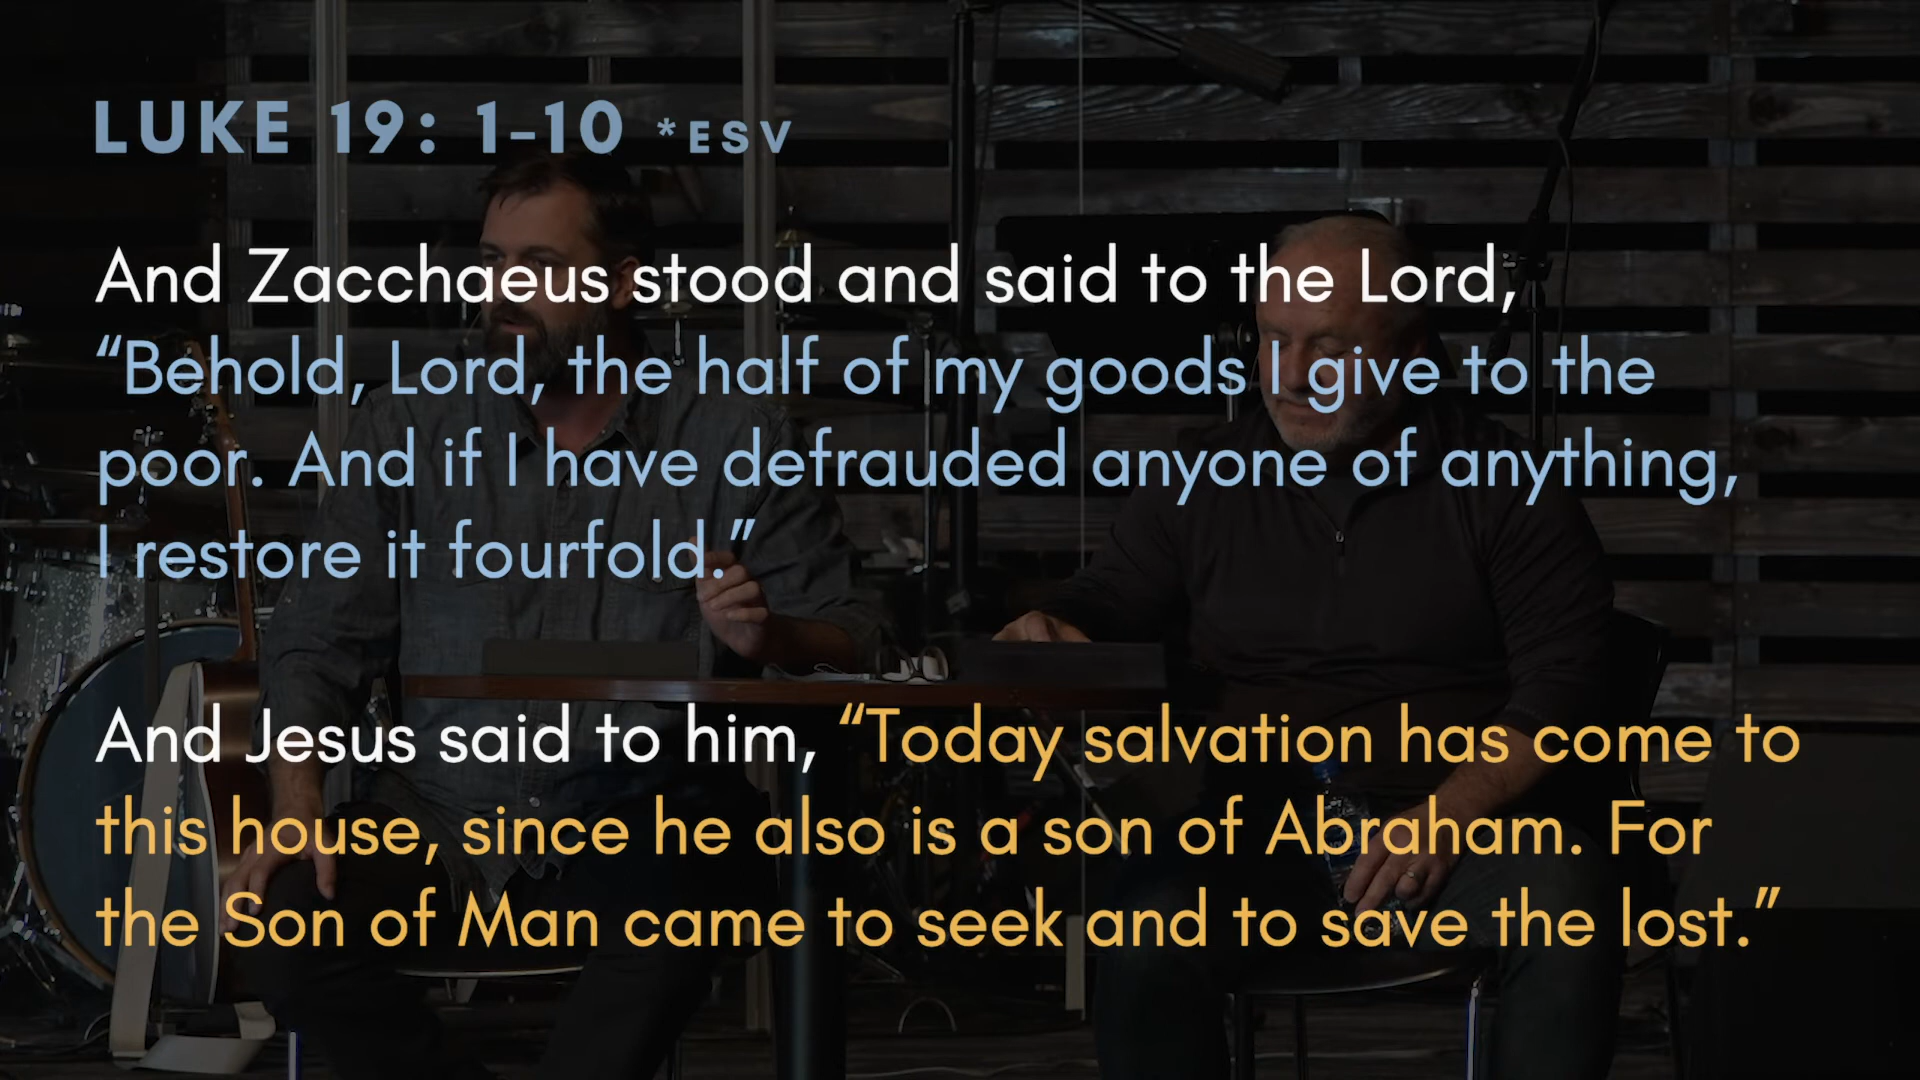 LUKE 19: 1-10 *ESV
And Zacchaeus stood and said to the Lord,
“Behold, Lord, the half of my goods I give to the
poor. And if I have defrauded anyone of anything,
I restore it fourfold.”
And Jesus said to him, “Today salvation has come to
this house, since he also is a son of Abraham. For
the Son of Man came to seek and to save the lost.”